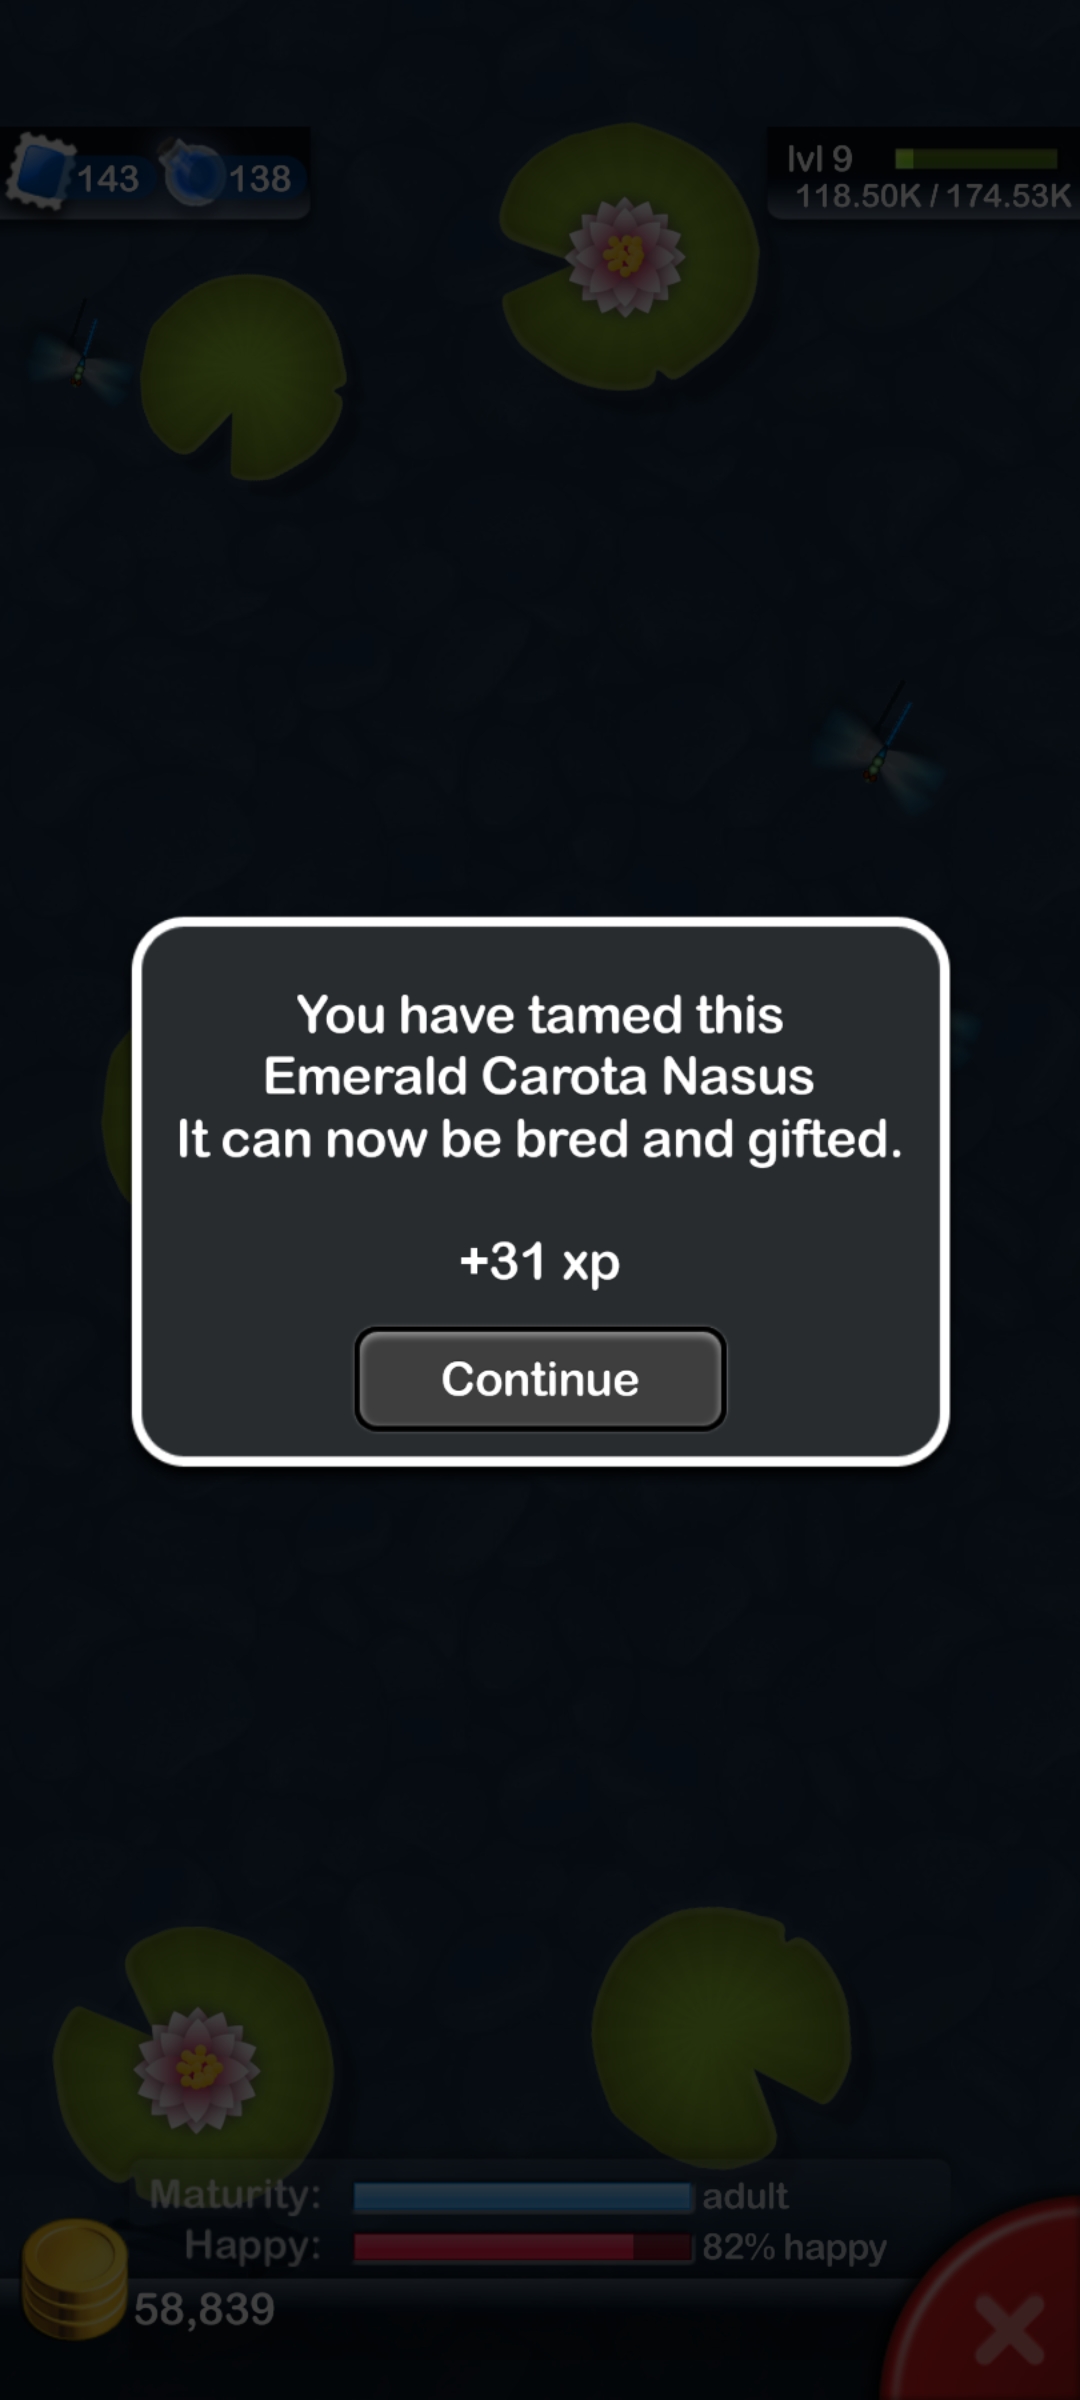 143 138
lvl 9
118.50K / 174.53K
You have tamed this
Emerald Carota Nasus
It can now be bred and gifted.
+31 xp
Continue
Maturity: adult
Happy: 82% happy
58,839